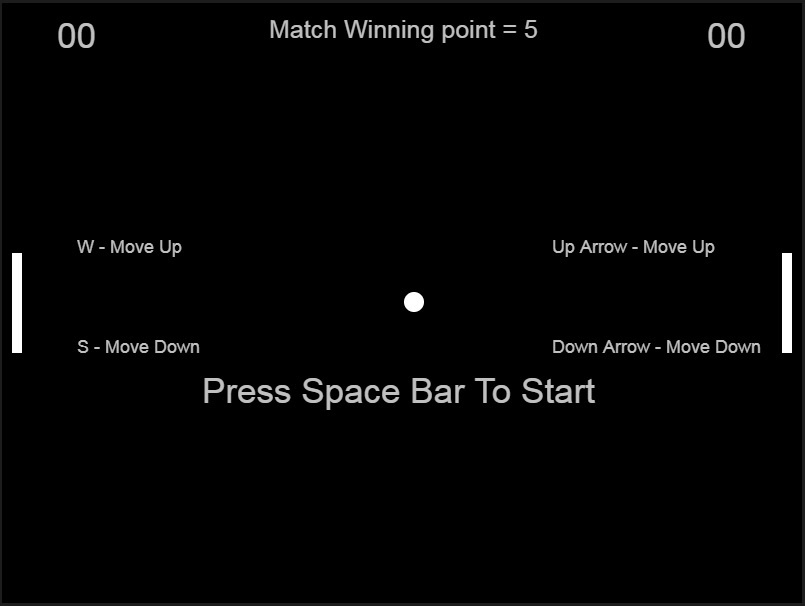 00
Match Winning point = 5
00
W - Move Up
Up Arrow - Move Up
S - Move Down
Down Arrow - Move Down
Press Space Bar To Start